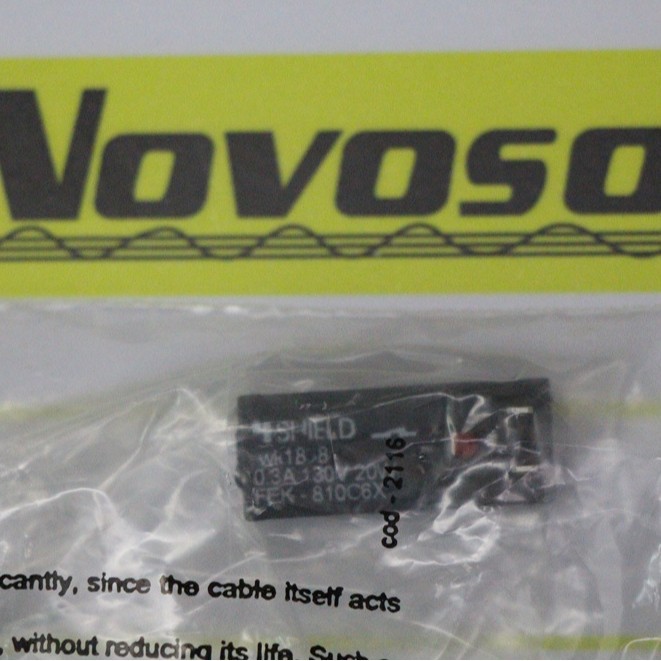 Novoso
SHIELD
wk18 8
0.3A 130V 20
FEK - 810C6X
cod - 2116
cantly, since the cable itself acts
, without reducing its life. Such